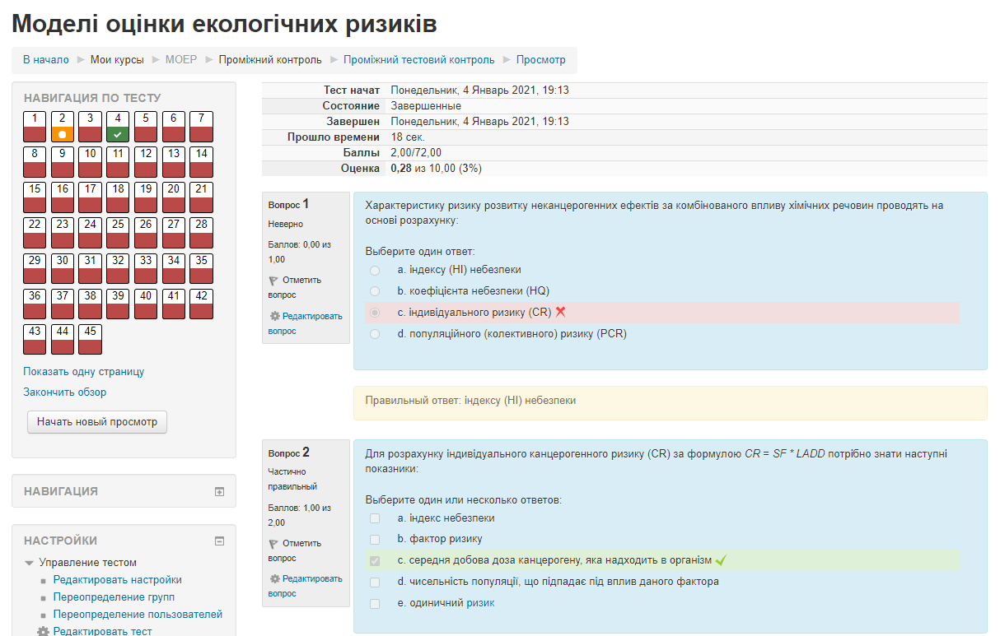 Моделі оцінки екологічних ризиків
В начало Мои курсы МОЕР Проміжний контроль Проміжний тестовий контроль Просмотр
НАВИГАЦИЯ ПО ТЕСТУ
1 2 3 4 5 6 7
8 9 10 11 12 13 14
15 16 17 18 19 20 21
22 23 24 25 26 27 28
29 30 31 32 33 34 35
36 37 38 39 40 41 42
43 44 45
Показать одну страницу
Закончить обзор
Начать новый просмотр
НАВИГАЦИЯ
НАСТРОЙКИ
Управление тестом
Редактировать настройки
Переопределение групп
Переопределение пользователей
Редактировать тест
Тест начат Понедельник, 4 Январь 2021, 19:13
Состояние Завершенные
Завершен Понедельник, 4 Январь 2021, 19:13
Прошло времени 18 сек.
Баллы 2,00/72,00
Оценка 0,28 из 10,00 (3%)
Вопрос 1
Неверно
Баллов: 0,00 из
1,00
Отметить
вопрос
Редактировать
вопрос
Характеристику ризику розвитку неканцерогенних ефектів за комбінованого впливу хімічних речовин проводять на
основі розрахунку:
Выберите один ответ:
a. індексу (HI) небезпеки
b. коефіцієнта небезпеки (HQ)
c. індивідуального ризику (CR)
d. популяційного (колективного) ризику (PCR)
Правильный ответ: індексу (HI) небезпеки
Вопрос 2
Частично
правильный
Баллов: 1,00 из
2,00
Отметить
вопрос
Редактировать
вопрос
Для розрахунку індивідуального канцерогенного ризику (CR) за формулою CR = SF * LADD потрібно знати наступні
показники:
Выберите один или несколько ответов:
a. індекс небезпеки
b. фактор ризику
c. середня добова доза канцерогену, яка надходить в організм
d. чисельність популяції, що підпадає під вплив даного фактора
e. одиничний ризик